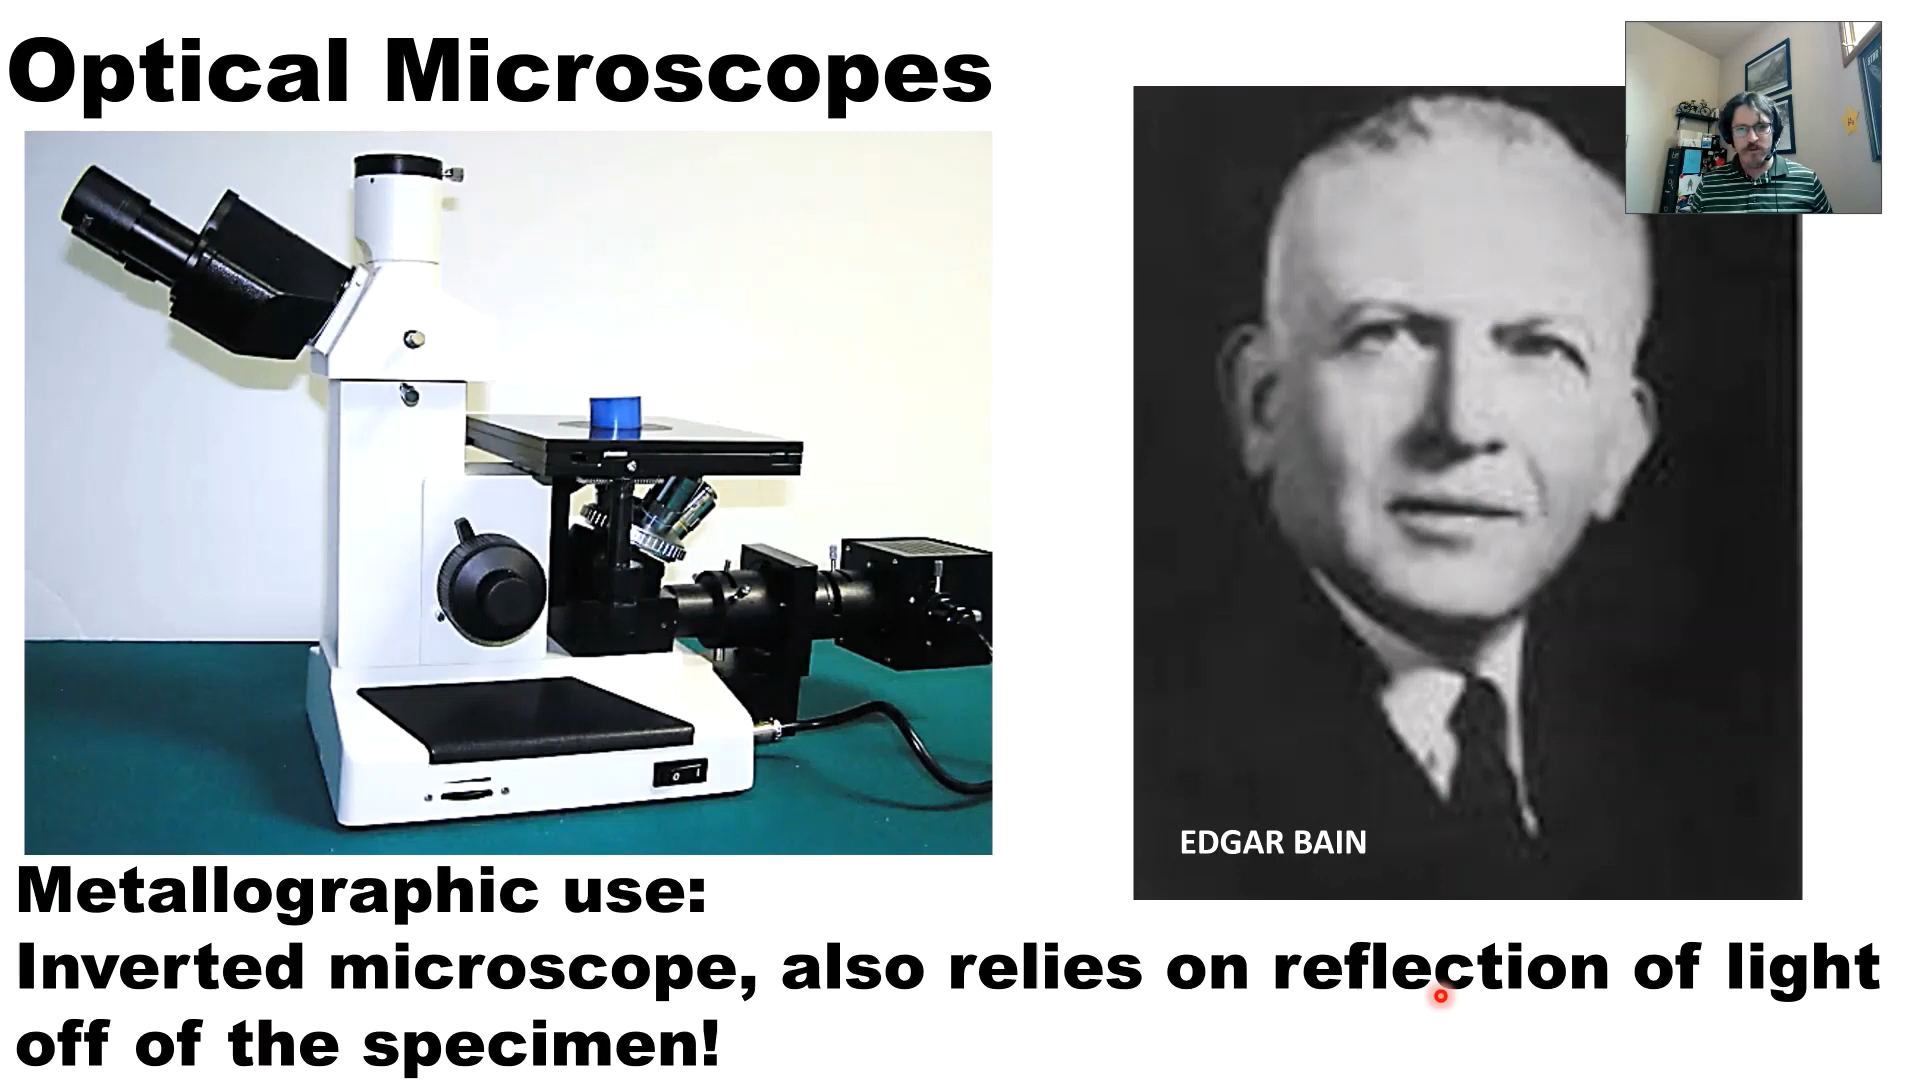 Optical Microscopes
EDGAR BAIN
Metallographic use:
Inverted microscope, also relies on reflection of light
off of the specimen!